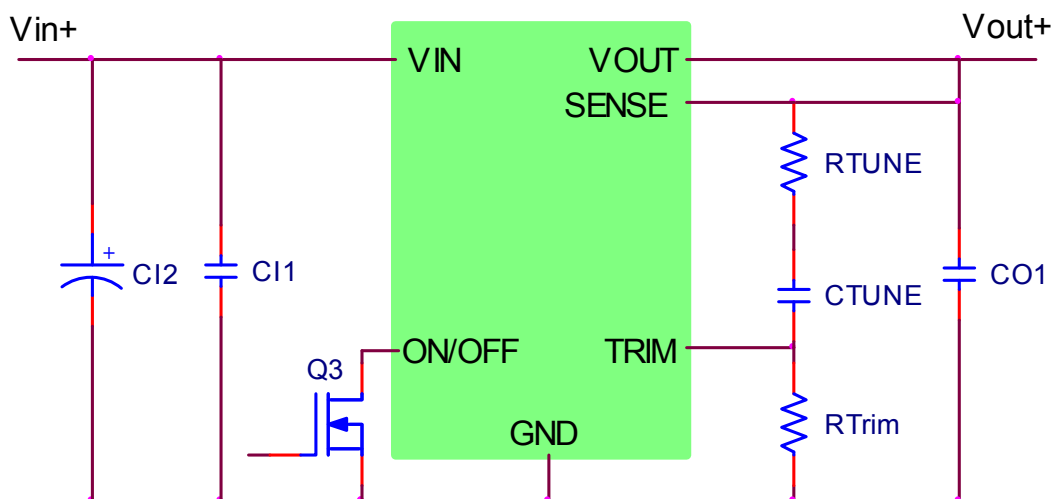 Vin+
Vout+
VIN
VOUT
SENSE
RTUNE
+
CI2
CI1
CTUNE
CO1
ON/OFF
TRIM
Q3
GND
RTrim